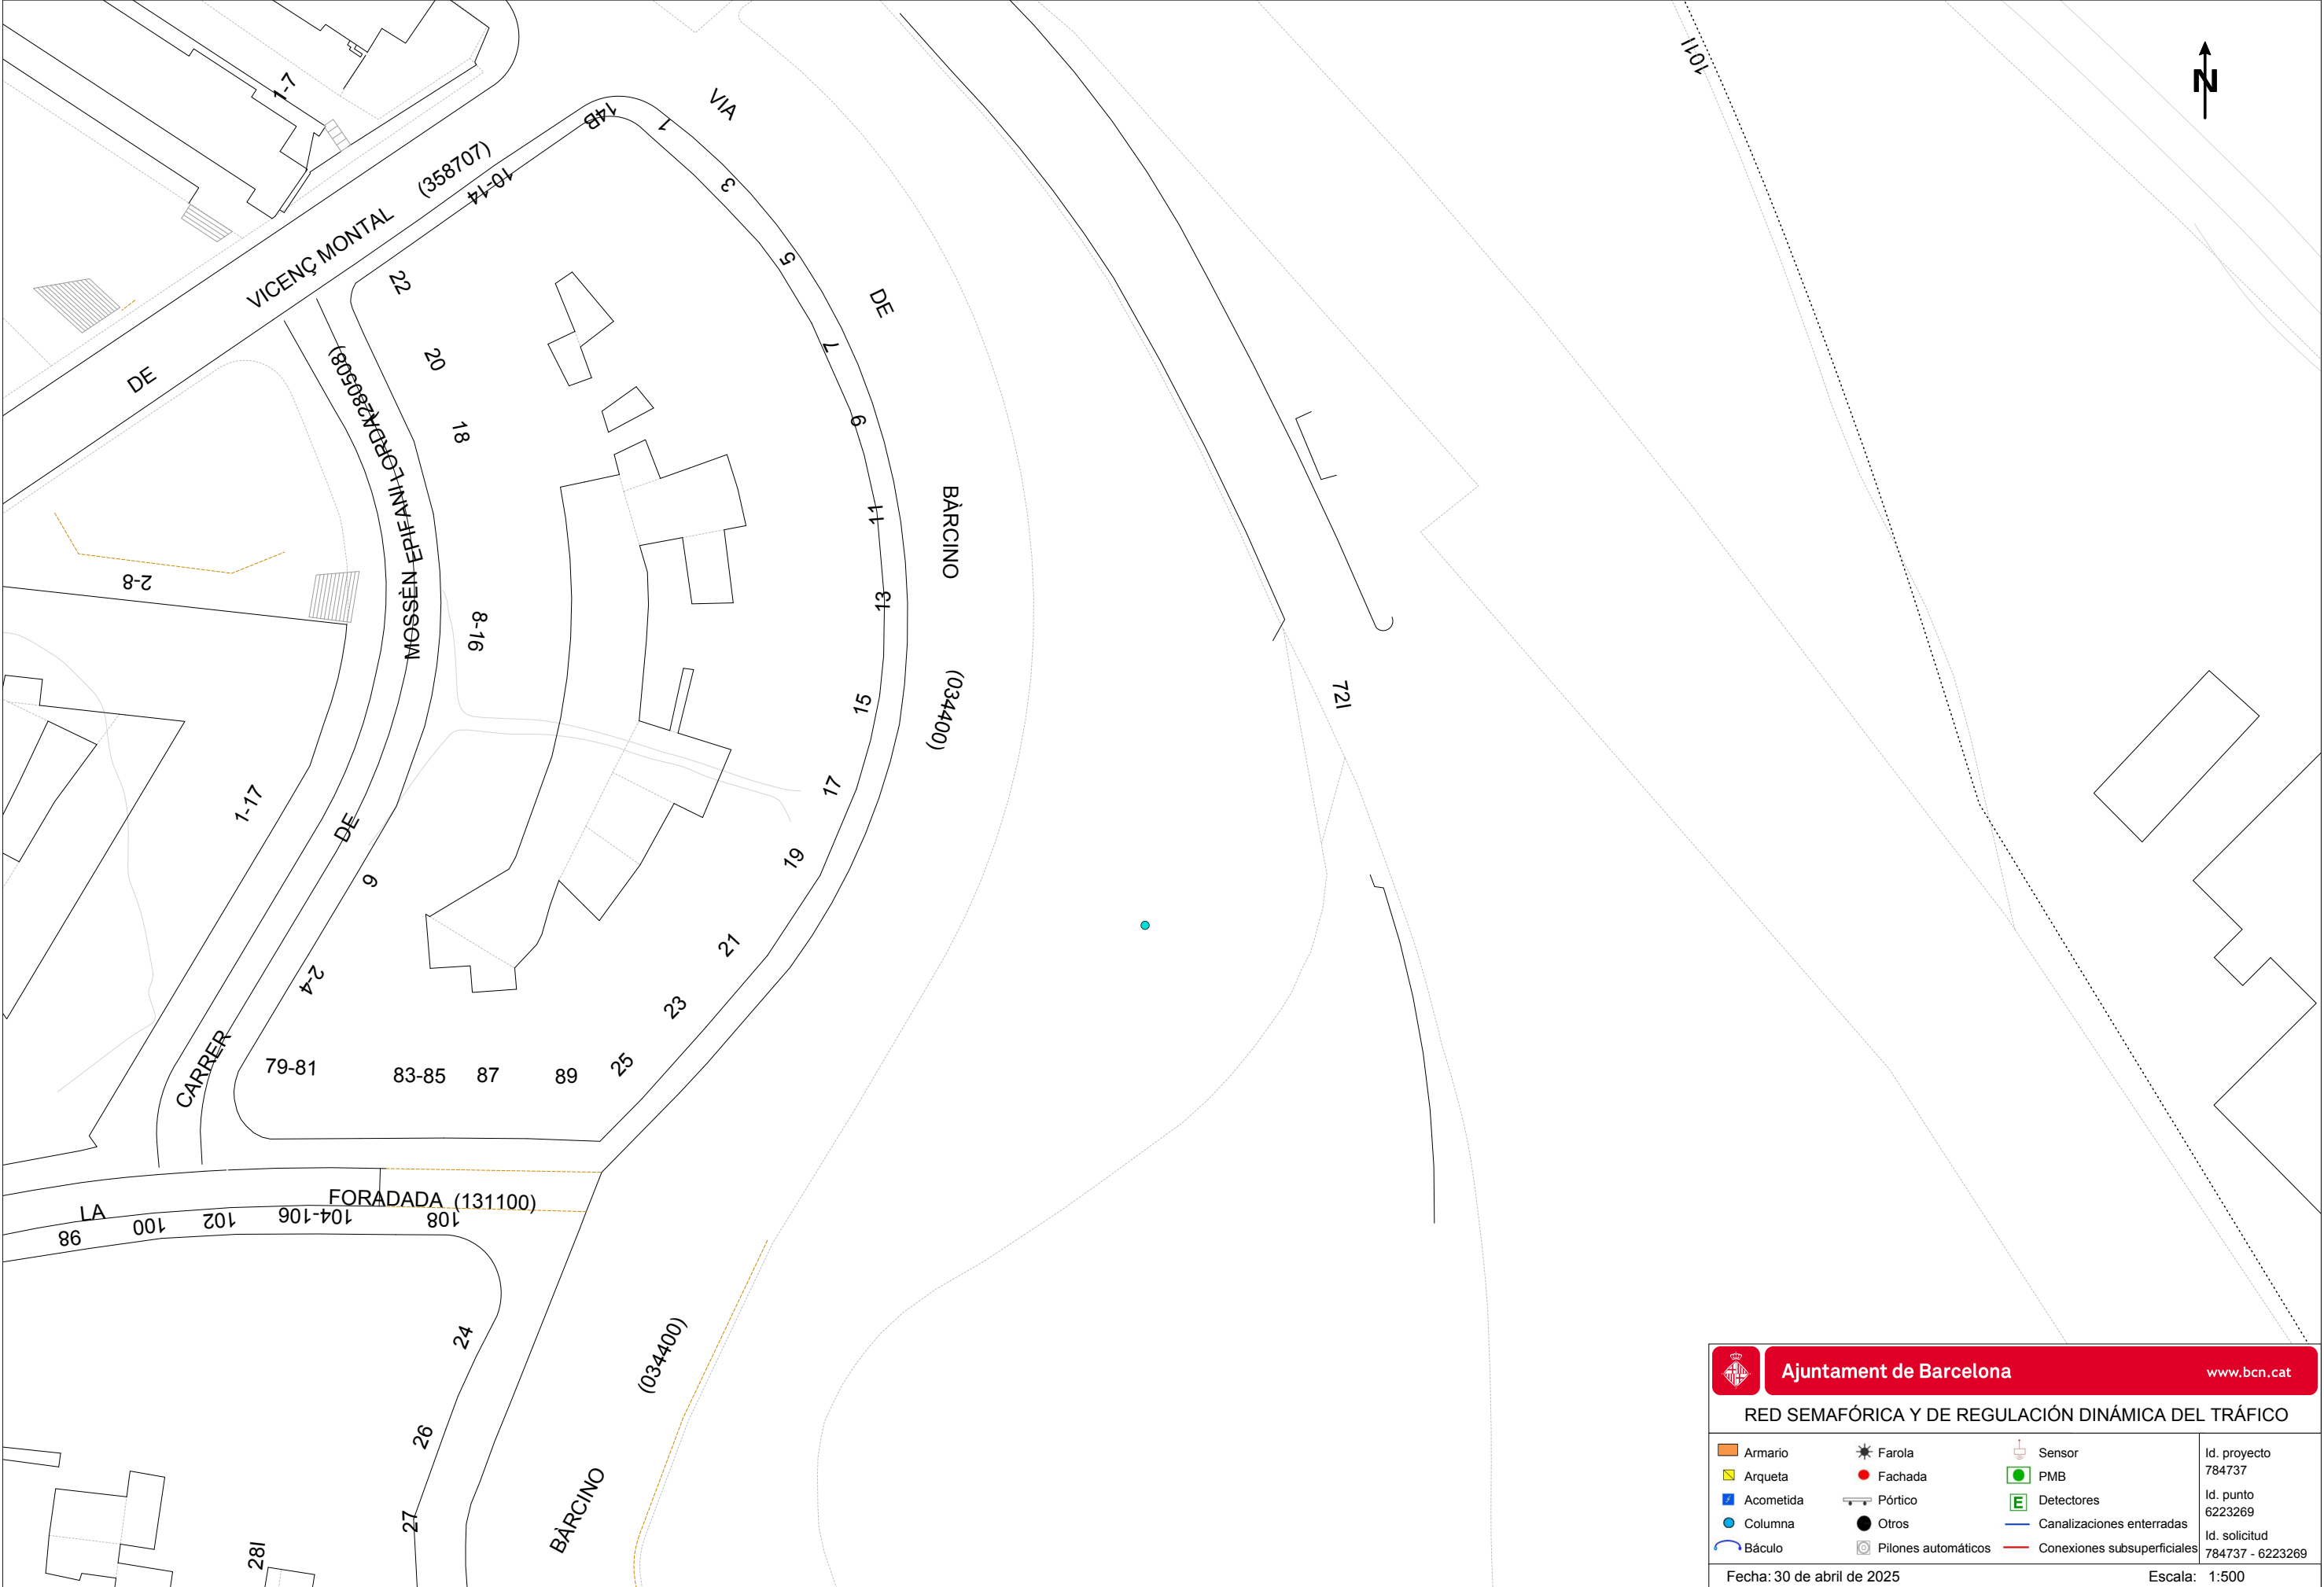 1-7
101I
N
VIA
14B
1
(358707)
10-14
3
VICENÇ MONTAL
5
22
DE
DE
20
7
(280508)
18
9
MOSSÈN EPIFANI LORDA
BÀRCINO
11
2-8
13
8-16
(034400)
72I
15
17
1-17
DE
19
6
21
2-4
23
CARRER
79-81
83-85
87
89
25
FORADADA (131100)
LA
98
100
102
104-106
108
24
(034400)
26
BÀRCINO
27
28I
Ajuntament de Barcelona
www.bcn.cat
RED SEMAFÓRICA Y DE REGULACIÓN DINÁMICA DEL TRÁFICO
Armario
Farola
Sensor
Id. proyecto
Arqueta
Fachada
PMB
784737
Acometida
Pórtico
E Detectores
Id. punto
6223269
Columna
Otros
Canalizaciones enterradas
Id. solicitud
Báculo
Pilones automáticos
Conexiones subsuperficiales
784737 - 6223269
Fecha: 30 de abril de 2025
Escala: 1:500